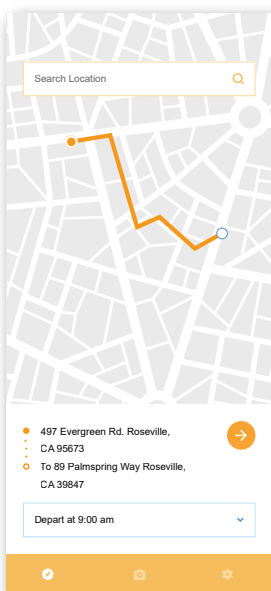 Search Location
497 Evergreen Rd. Roseville,
CA 95673
To 89 Palmspring Way Roseville,
CA 39847
Depart at 9:00 am